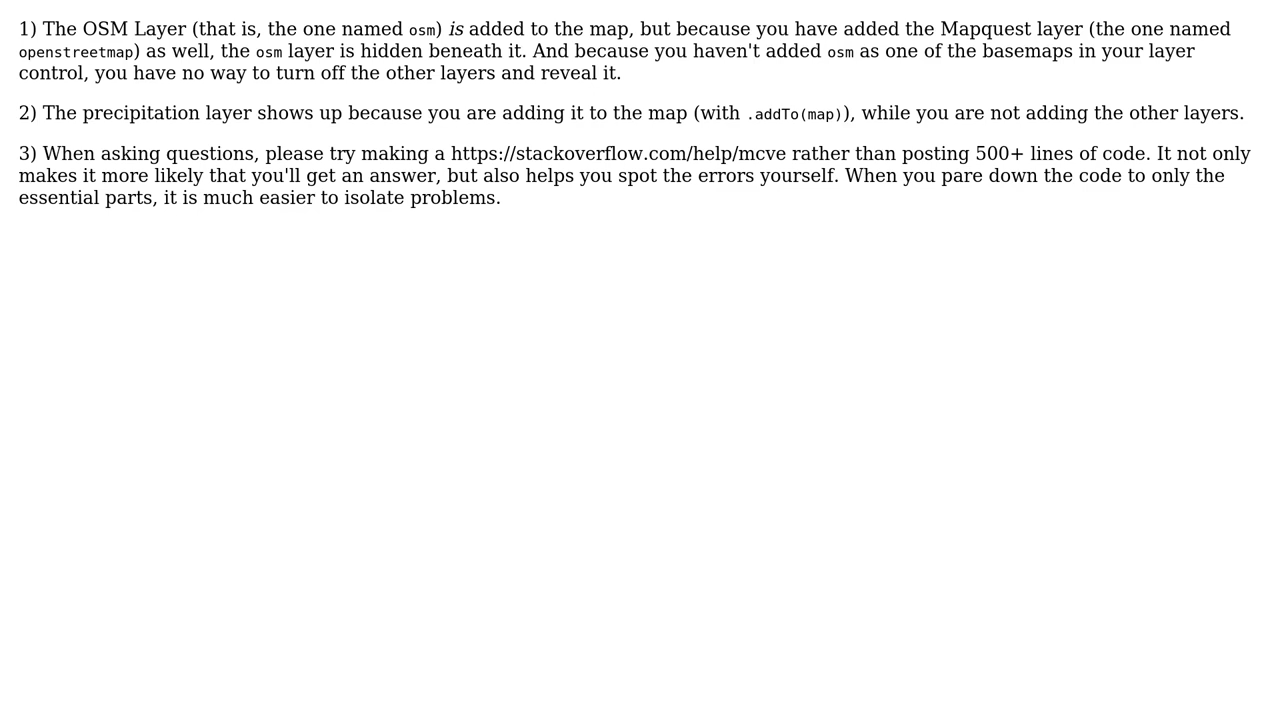 1) The OSM Layer (that is, the one named osm) is added to the map, but because you have added the Mapquest layer (the one named
openstreetmap) as well, the osm layer is hidden beneath it. And because you haven't added osm as one of the basemaps in your layer
control, you have no way to turn off the other layers and reveal it.
2) The precipitation layer shows up because you are adding it to the map (with .addTo(map)), while you are not adding the other layers.
3) When asking questions, please try making a https://stackoverflow.com/help/mcve rather than posting 500+ lines of code. It not only
makes it more likely that you'll get an answer, but also helps you spot the errors yourself. When you pare down the code to only the
essential parts, it is much easier to isolate problems.